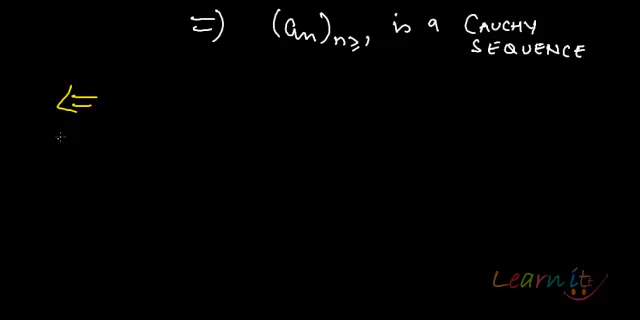 ⇒ (aₙ)ₙ≥₁ is a CAUCHY
SEQUENCE
⇐
Learnit